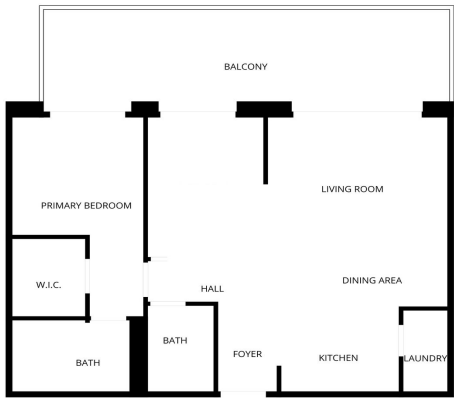 BALCONY
LIVING ROOM
PRIMARY BEDROOM
DINING AREA
W.I.C.
HALL
BATH
FOYER
KITCHEN
LAUNDRY
BATH